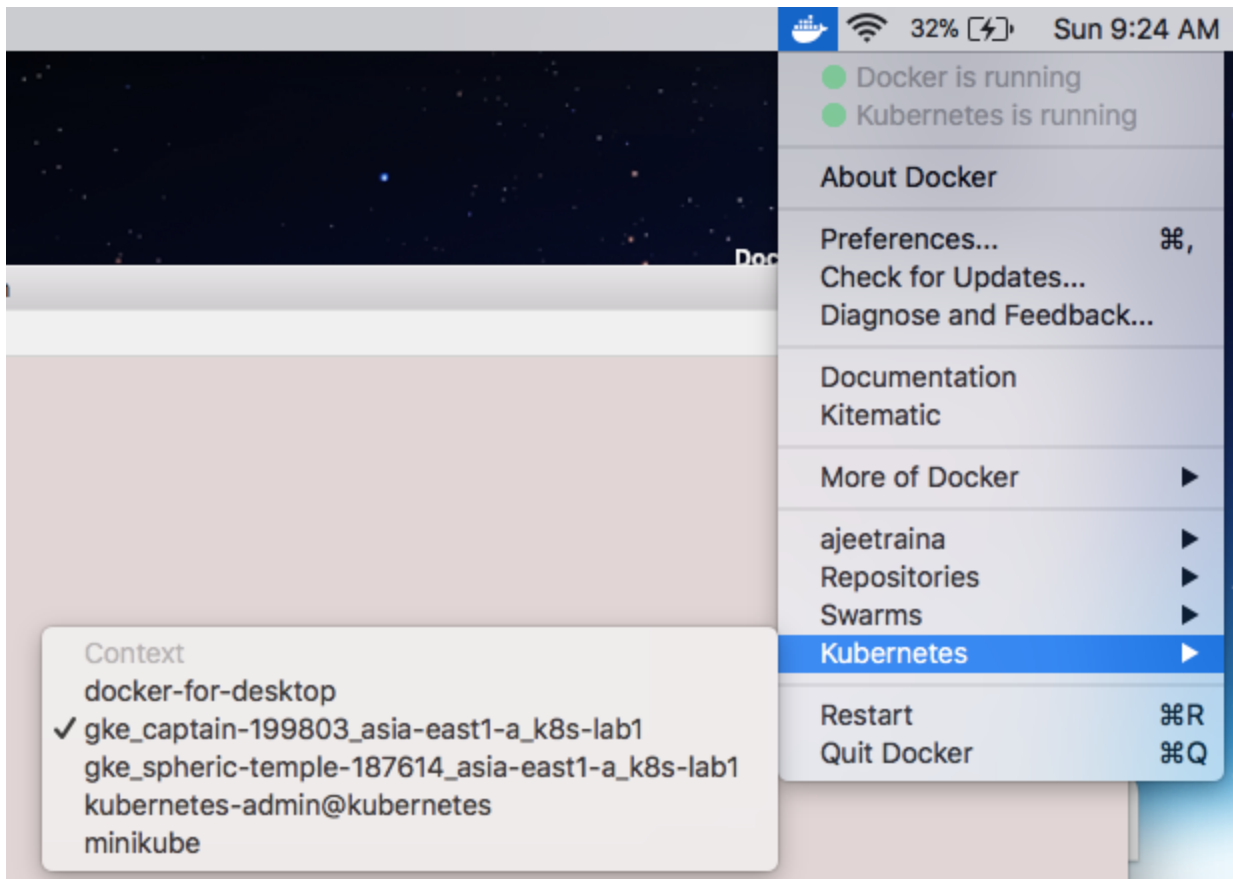 32% Sun 9:24 AM
Docker is running
Kubernetes is running
About Docker
Preferences... ⌘,
Check for Updates...
Diagnose and Feedback...
Documentation
Kitematic
More of Docker
ajeetraina
Repositories
Swarms
Kubernetes
Restart ⌘R
Quit Docker ⌘Q
Doc
Context
docker-for-desktop
✓ gke_captain-199803_asia-east1-a_k8s-lab1
gke_spheric-temple-187614_asia-east1-a_k8s-lab1
kubernetes-admin@kubernetes
minikube